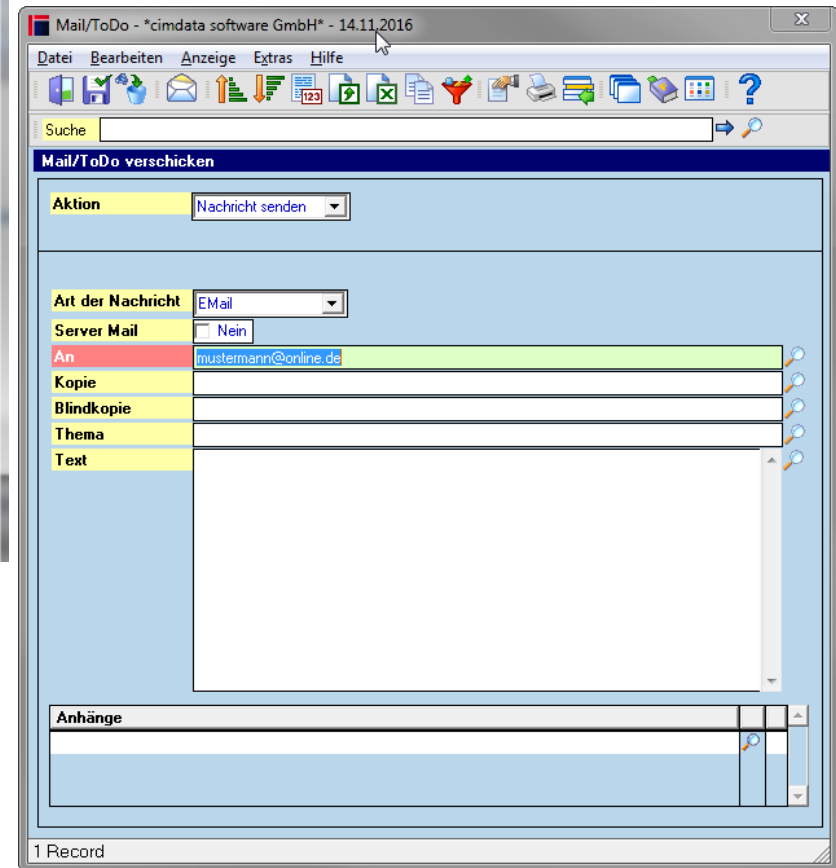 Mail/ToDo - *cimdata software GmbH* - 14.11.2016
Datei Bearbeiten Anzeige Extras Hilfe
123
Suche
Mail/ToDo verschicken
Aktion Nachricht senden
Art der Nachricht EMail
Server Mail Nein
An mustermann@online.de
Kopie
Blindkopie
Thema
Text
Anhänge
1 Record